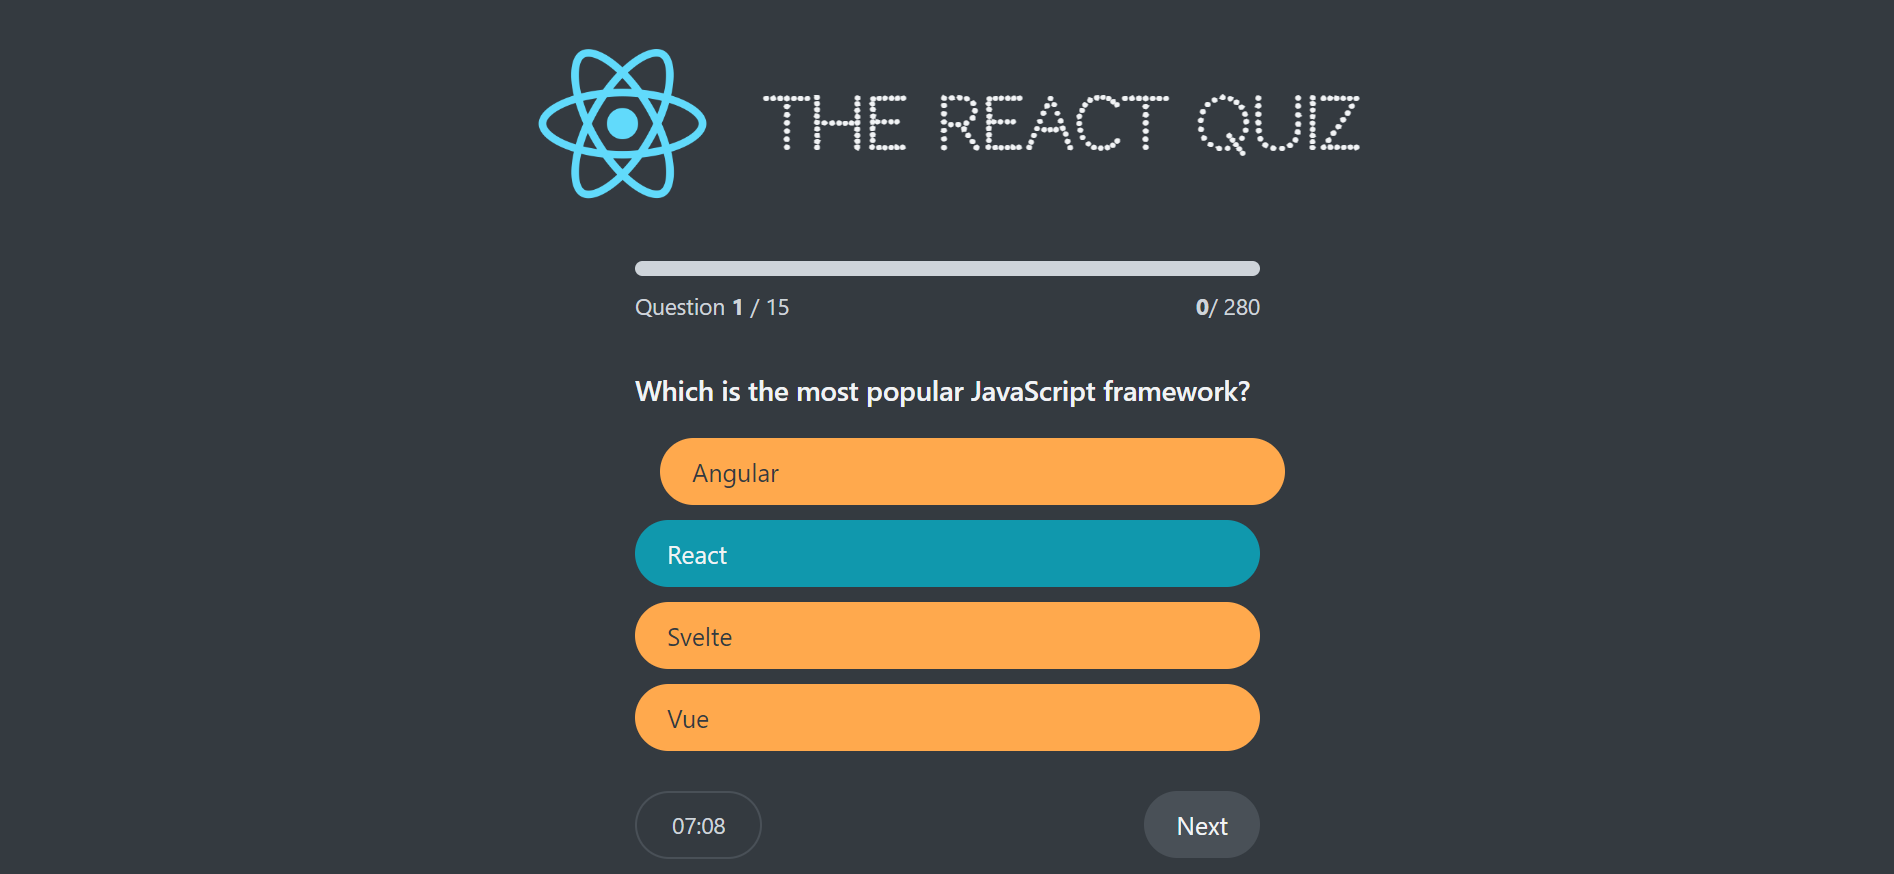 THE REACT QUIZ
Question 1 / 15
0/ 280
Which is the most popular JavaScript framework?
Angular
React
Svelte
Vue
07:08
Next